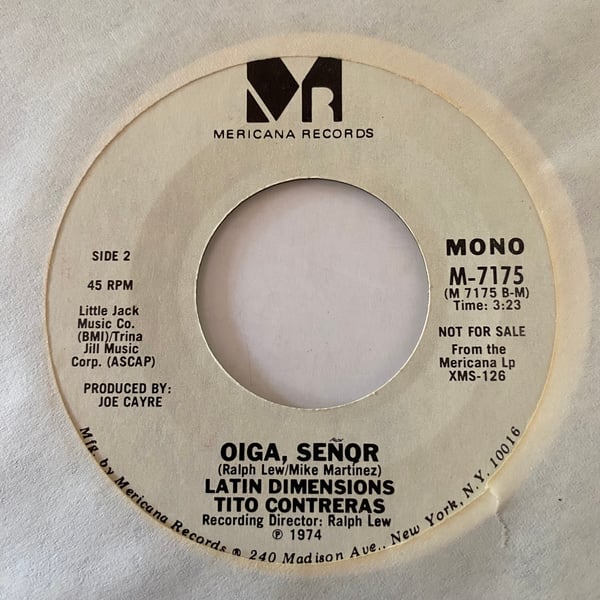 MR
MERICANA RECORDS
SIDE 2
45 RPM
Little Jack
Music Co.
(BMI)/Trina
Jill Music
Corp. (ASCAP)
PRODUCED BY:
JOE CAYRE
MONO
M-7175
(M 7175 B-M)
Time: 3:23
NOT FOR SALE
From the
Mericana Lp
XMS-126
OIGA, SEÑOR
(Ralph Lew/Mike Martinez)
LATIN DIMENSIONS
TITO CONTRERAS
Recording Director: Ralph Lew
℗ 1974
Mfg. by Mericana Records ® 240 Madison Ave., New York, N.Y. 10016